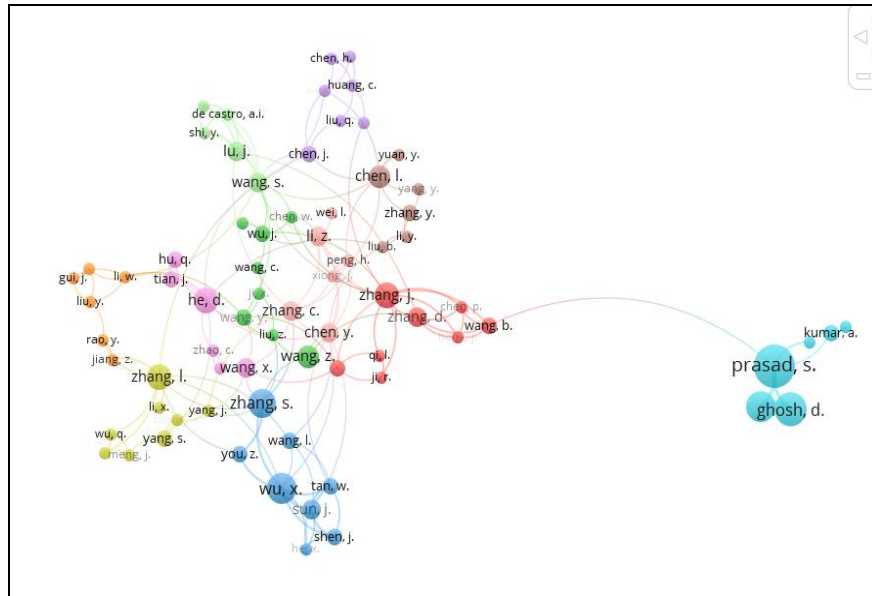 chen, h.
huang, c.
de castro, a.i.
shi, y.
liu, q.
lu, j.
chen, j.
yuan, y.
wang, s.
chen, l.
yang, y.
chen, w.
wei, l.
zhang, y.
wu, j.
li, z.
li, y.
liu, b.
hu, q.
wang, c.
peng, h.
gui, j.
li, w.
tian, j.
xiong, j.
liu, y.
he, d.
ji, x.
zhang, j.
wang, y.
zhang, c.
zhang, d.
chen, p.
wang, b.
rao, y.
liu, z.
chen, y.
kumar, a.
jiang, z.
zhao, c.
wang, z.
qi, l.
prasad, s.
zhang, l.
wang, x.
ji, r.
li, x.
yang, j.
zhang, s.
ghosh, d.
wu, q.
yang, s.
wang, l.
meng, j.
you, z.
wu, x.
tan, w.
sun, j.
shen, j.